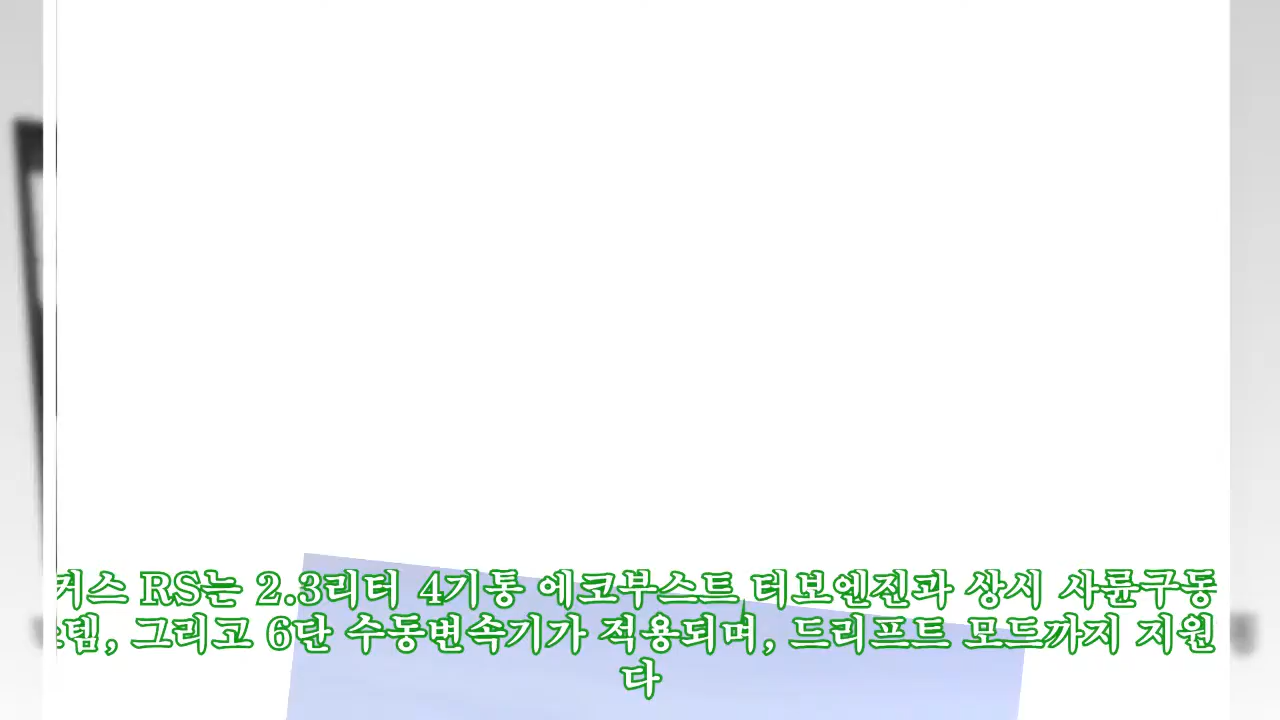 커스 RS는 2.3리터 4기통 에코부스트 터보엔진과 상시 사륜구동
템, 그리고 6단 수동변속기가 적용되며, 드리프트 모드까지 지원
다